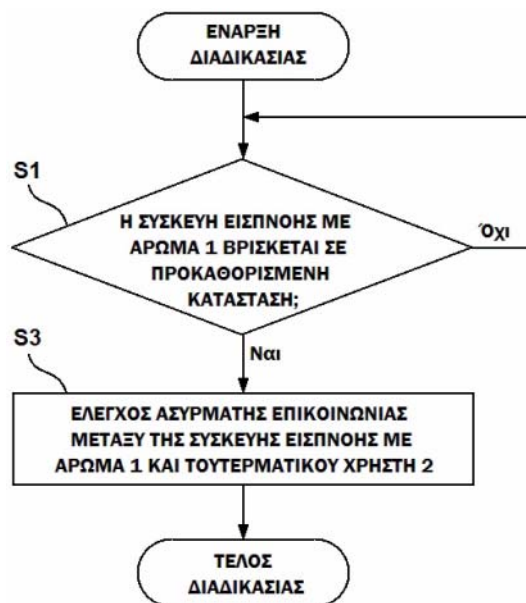 ΕΝΑΡΞΗ
ΔΙΑΔΙΚΑΣΙΑΣ
S1
Η ΣΥΣΚΕΥΗ ΕΙΣΠΝΟΗΣ ΜΕ
ΑΡΩΜΑ 1 ΒΡΙΣΚΕΤΑΙ ΣΕ
ΠΡΟΚΑΘΟΡΙΣΜΕΝΗ
ΚΑΤΑΣΤΑΣΗ;
Όχι
S3
Ναι
ΕΛΕΓΧΟΣ ΑΣΥΡΜΑΤΗΣ ΕΠΙΚΟΙΝΩΝΙΑΣ
ΜΕΤΑΞΥ ΤΗΣ ΣΥΣΚΕΥΗΣ ΕΙΣΠΝΟΗΣ ΜΕ
ΑΡΩΜΑ 1 ΚΑΙ ΤΟΥΤΕΡΜΑΤΙΚΟΥ ΧΡΗΣΤΗ 2
ΤΕΛΟΣ
ΔΙΑΔΙΚΑΣΙΑΣ